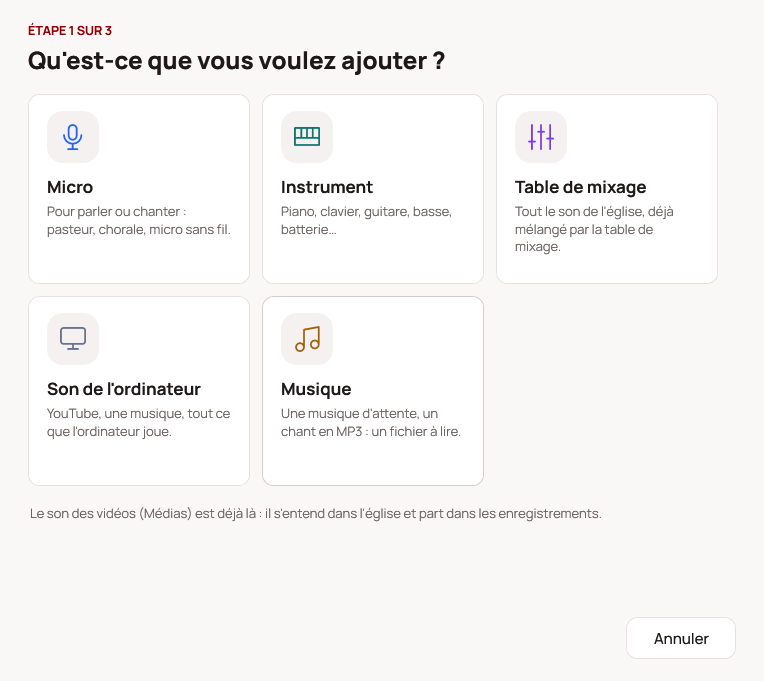 ÉTAPE 1 SUR 3
Qu'est-ce que vous voulez ajouter ?
Micro
Pour parler ou chanter :
pasteur, chorale, micro sans fil.
Instrument
Piano, clavier, guitare, basse,
batterie…
Table de mixage
Tout le son de l'église, déjà
mélangé par la table de
mixage.
Son de l'ordinateur
YouTube, une musique, tout ce
que l'ordinateur joue.
Musique
Une musique d'attente, un
chant en MP3 : un fichier à lire.
Le son des vidéos (Médias) est déjà là : il s'entend dans l'église et part dans les enregistrements.
Annuler